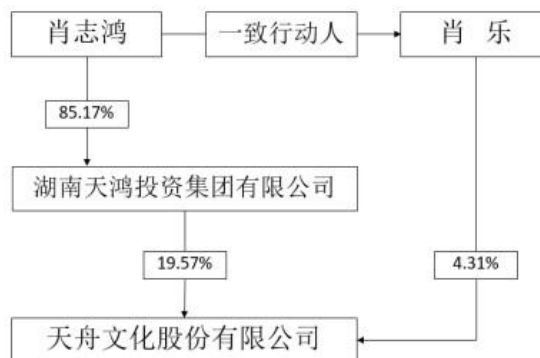 肖志鸿
一致行动人
肖 乐
85.17%
湖南天鸿投资集团有限公司
19.57%
4.31%
天舟文化股份有限公司